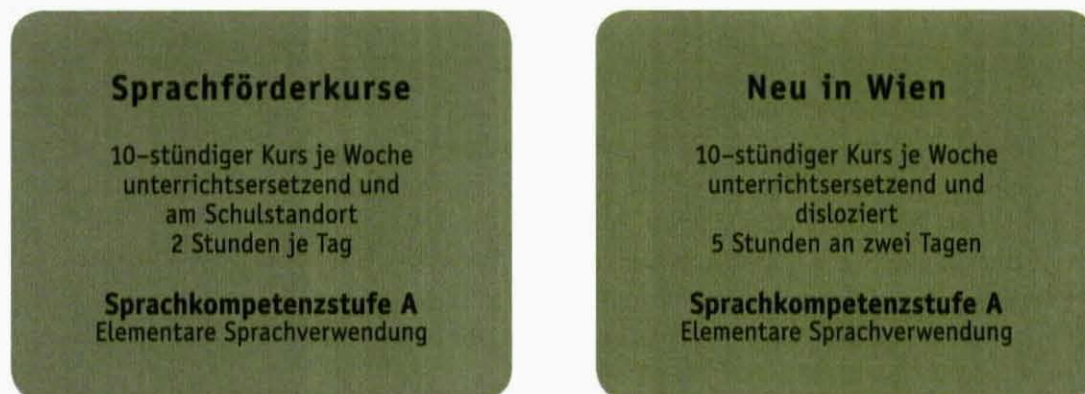 Sprachförderkurse
10-stündiger Kurs je Woche
unterrichtsersetzend und
am Schulstandort
2 Stunden je Tag
Sprachkompetenzstufe A
Elementare Sprachverwendung
Neu in Wien
10-stündiger Kurs je Woche
unterrichtsersetzend und
disloziert
5 Stunden an zwei Tagen
Sprachkompetenzstufe A
Elementare Sprachverwendung